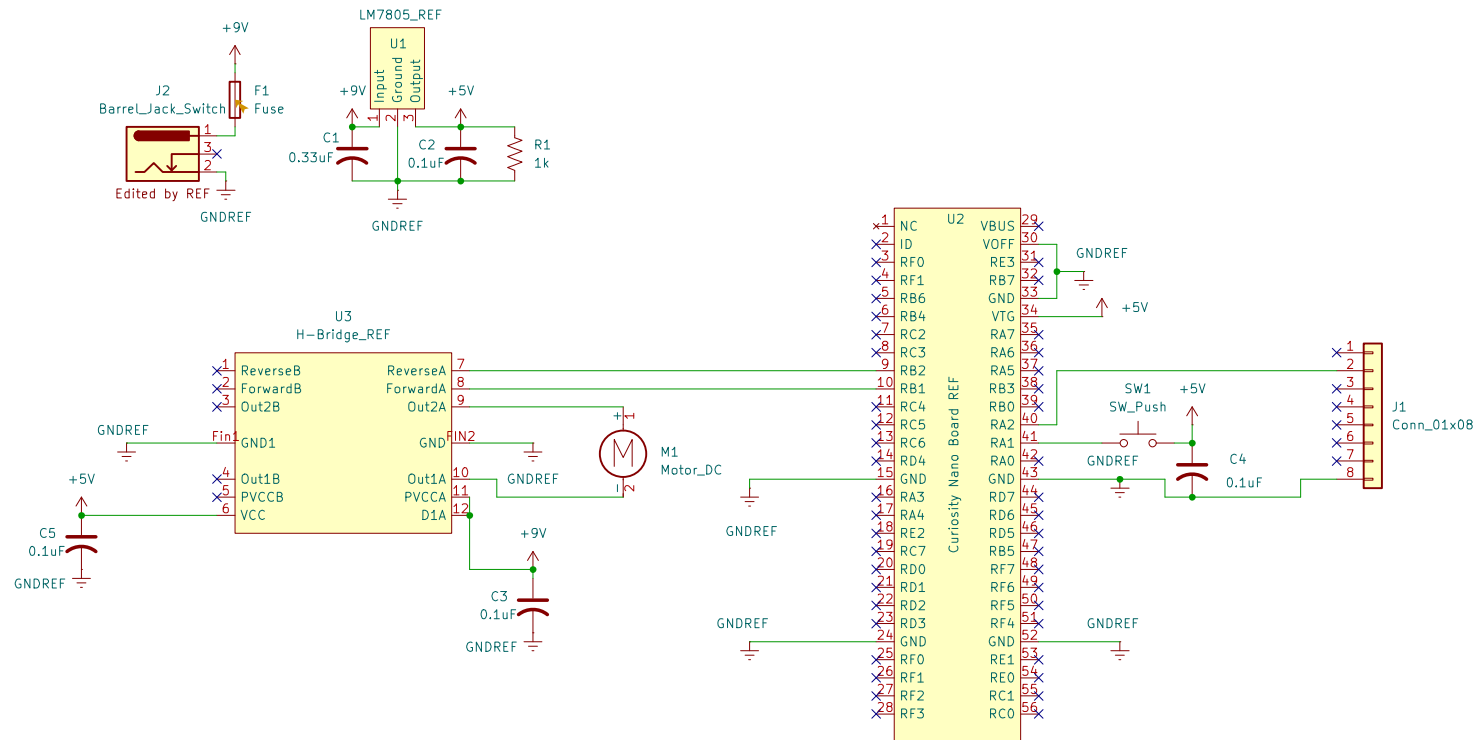 LM7805_REF
+9V
U1
Input
Ground
Output
1
2
3
+9V
+5V
J2
Barrel_Jack_Switch
F1
Fuse
1
3
2
Edited by REF
GNDREF
C1
0.33uF
C2
0.1uF
R1
1k
GNDREF
U3
H-Bridge_REF
1 ReverseB
2 ForwardB
3 Out2B
Fin1 GND1
4 Out1B
5 PVCCB
6 VCC
ReverseA 7
ForwardA 8
Out2A 9
GND FIN2
Out1A 10
PVCCA 11
D1A 12
GNDREF
+5V
C5
0.1uF
GNDREF
GNDREF
+9V
C3
0.1uF
GNDREF
+ 1
M
- 2
M1
Motor_DC
U2
Curiosity Nano Board REF
1 NC
2 ID
3 RF0
4 RF1
5 RB6
6 RB4
7 RC2
8 RC3
9 RB2
10 RB1
11 RC4
12 RC5
13 RC6
14 RD4
15 GND
16 RA3
17 RA4
18 RE2
19 RC7
20 RD0
21 RD1
22 RD2
23 RD3
24 GND
25 RF0
26 RF1
27 RF2
28 RF3
VBUS 29
VOFF 30
RE3 31
RB7 32
GND 33
VTG 34
RA7 35
RA6 36
RA5 37
RB3 38
RB0 39
RA2 40
RA1 41
RA0 42
GND 43
RD7 44
RD6 45
RD5 46
RB5 47
RF7 48
RF6 49
RF5 50
RF4 51
GND 52
RE1 53
RE0 54
RC1 55
RC0 56
GNDREF
GNDREF
GNDREF
+5V
SW1
SW_Push
+5V
GNDREF
C4
0.1uF
GNDREF
1
2
3
4
5
6
7
8
J1
Conn_01x08